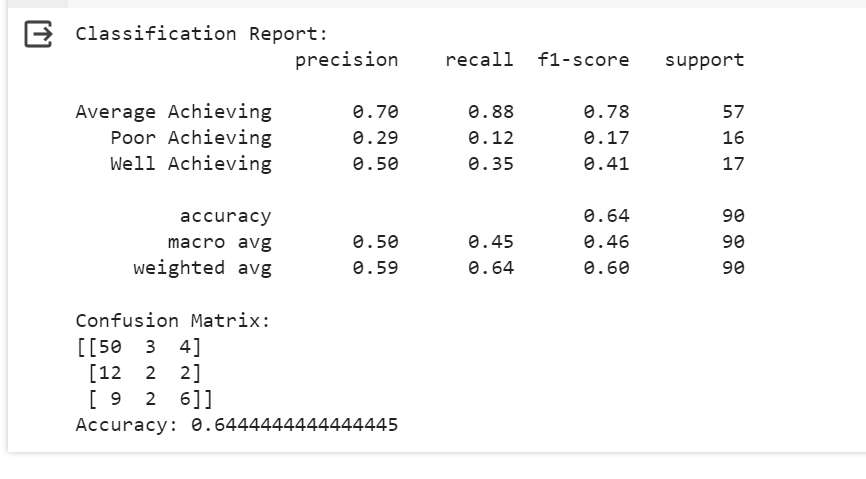 Classification Report:
precision recall f1-score support
Average Achieving 0.70 0.88 0.78 57
Poor Achieving 0.29 0.12 0.17 16
Well Achieving 0.50 0.35 0.41 17
accuracy 0.64 90
macro avg 0.50 0.45 0.46 90
weighted avg 0.59 0.64 0.60 90
Confusion Matrix:
[[50 3 4]
[12 2 2]
[ 9 2 6]]
Accuracy: 0.6444444444444445